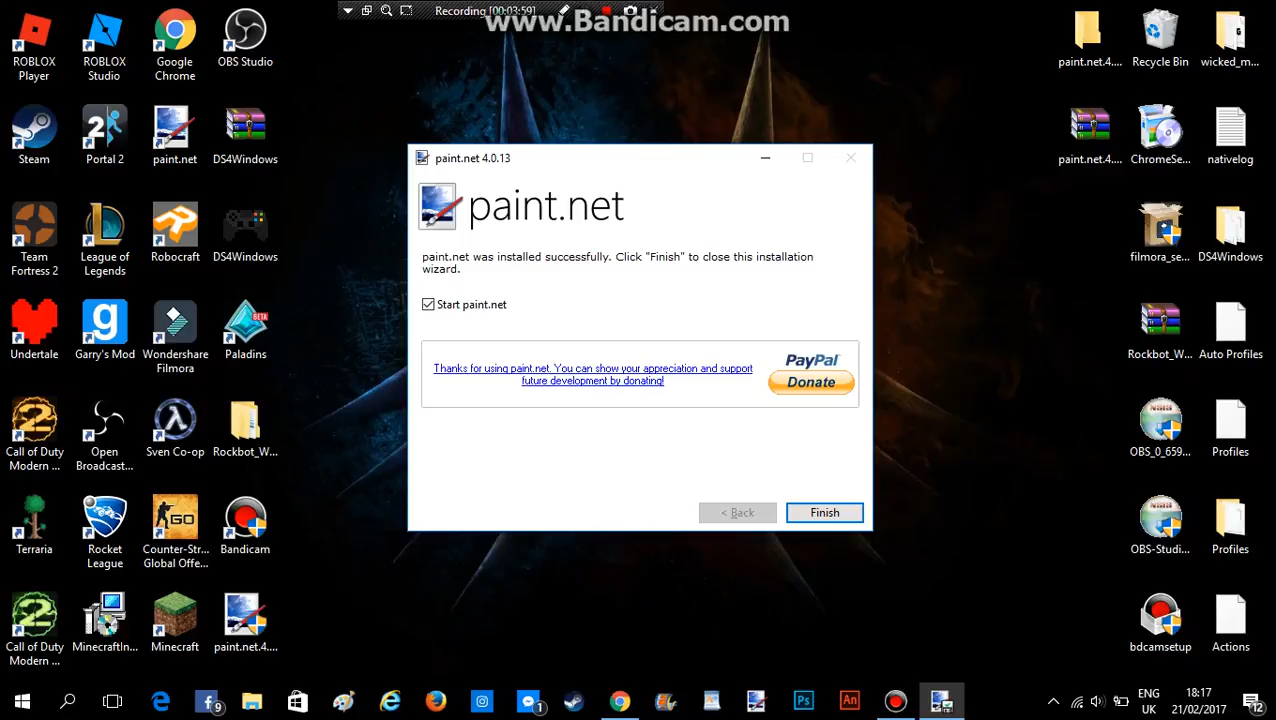 Recording [00:03:59]
www.Bandicam.com
ROBLOX
Player
ROBLOX
Studio
Google
Chrome
OBS Studio
paint.net.4....
Recycle Bin
wicked_m...
Steam
Portal 2
paint.net
DS4Windows
paint.net.4....
ChromeSe...
nativelog
paint.net 4.0.13
paint.net
paint.net was installed successfully. Click "Finish" to close this installation
wizard.
Start paint.net
Thanks for using paint.net. You can show your appreciation and support
future development by donating!
PayPal
Donate
< Back
Finish
Team
Fortress 2
League of
Legends
Robocraft
DS4Windows
filmora_se...
DS4Windows
Undertale
Garry's Mod
Wondershare
Filmora
BETA
Paladins
Rockbot_W...
Auto Profiles
Call of Duty
Modern ...
Open
Broadcast...
Sven Co-op
Rockbot_W...
OBS_0_659...
Profiles
Terraria
Rocket
League
GO
Counter-Str...
Global Offe...
Bandicam
OBS-Studi...
Profiles
Call of Duty
Modern ...
MinecraftIn...
Minecraft
paint.net.4....
bdcamsetup
Actions
9
1
Ps
An
ENG
UK
18:17
21/02/2017
12